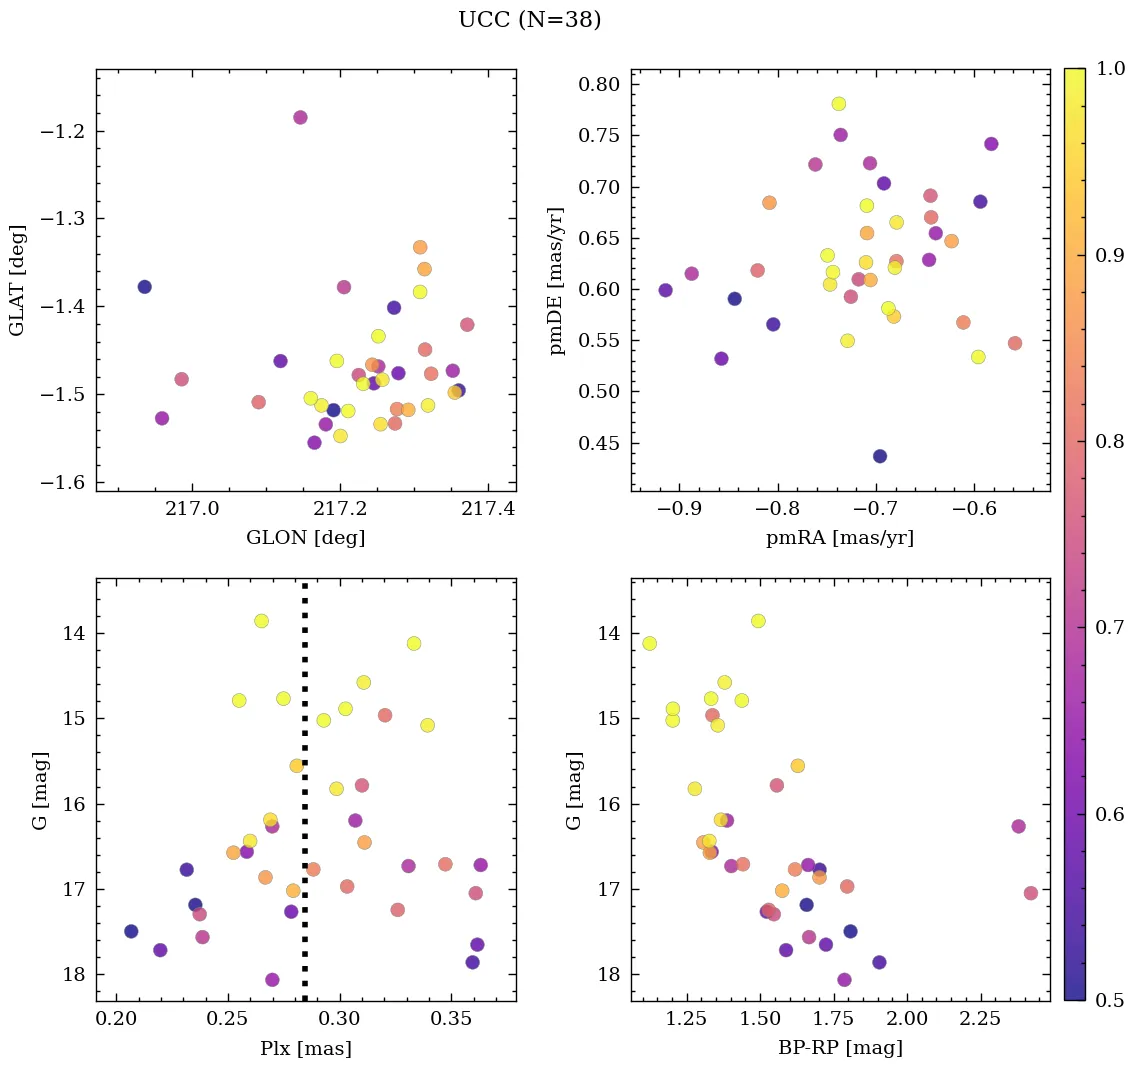 UCC (N=38)
−1.2
−1.3
−1.4
−1.5
−1.6
GLAT [deg]
217.0 217.2 217.4
GLON [deg]
0.80
0.75
0.70
0.65
0.60
0.55
0.50
0.45
pmDE [mas/yr]
−0.9 −0.8 −0.7 −0.6
pmRA [mas/yr]
14
15
16
17
18
G [mag]
0.20 0.25 0.30 0.35
Plx [mas]
14
15
16
17
18
G [mag]
1.25 1.50 1.75 2.00 2.25
BP-RP [mag]
1.0
0.9
0.8
0.7
0.6
0.5